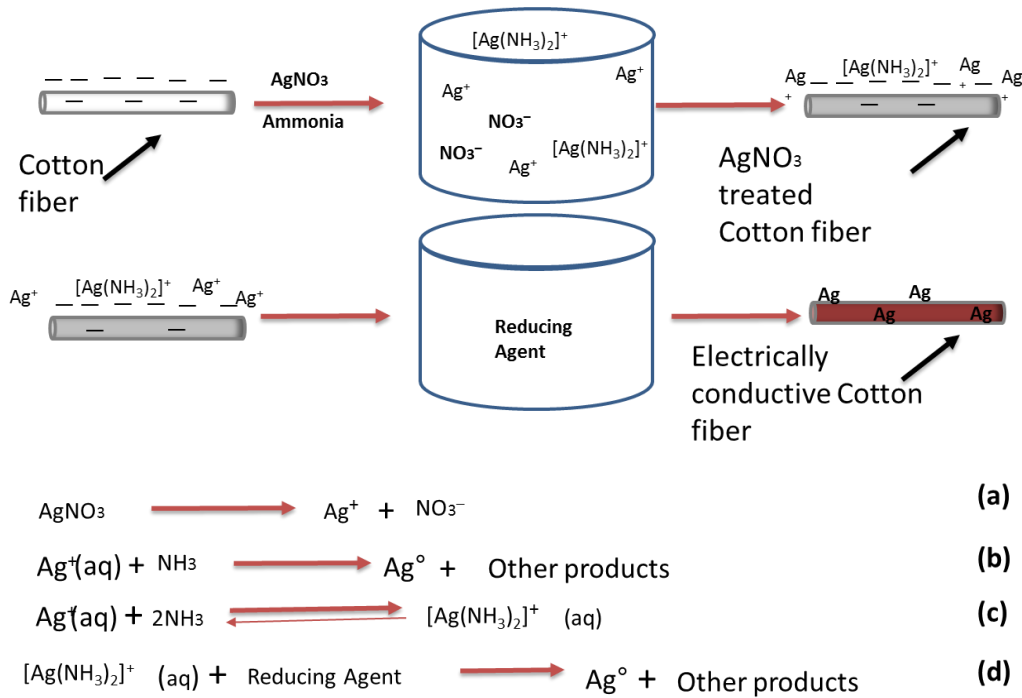 [Ag(NH₃)₂]⁺
AgNO₃
Ammonia
Ag⁺
Ag⁺
NO₃⁻
NO₃⁻
Ag⁺
[Ag(NH₃)₂]⁺
Ag
+
[Ag(NH₃)₂]⁺
Ag
+
Ag
+
Cotton
fiber
AgNO₃
treated
Cotton fiber
Ag⁺
[Ag(NH₃)₂]⁺
Ag⁺
Ag⁺
Reducing
Agent
Ag
Ag
Ag
Ag
Electrically
conductive Cotton
fiber
AgNO₃ Ag⁺ + NO₃⁻ (a)
Ag⁺(aq) + NH₃ Ag° + Other products (b)
Ag⁺(aq) + 2NH₃ [Ag(NH₃)₂]⁺ (aq) (c)
[Ag(NH₃)₂]⁺ (aq) + Reducing Agent Ag° + Other products (d)